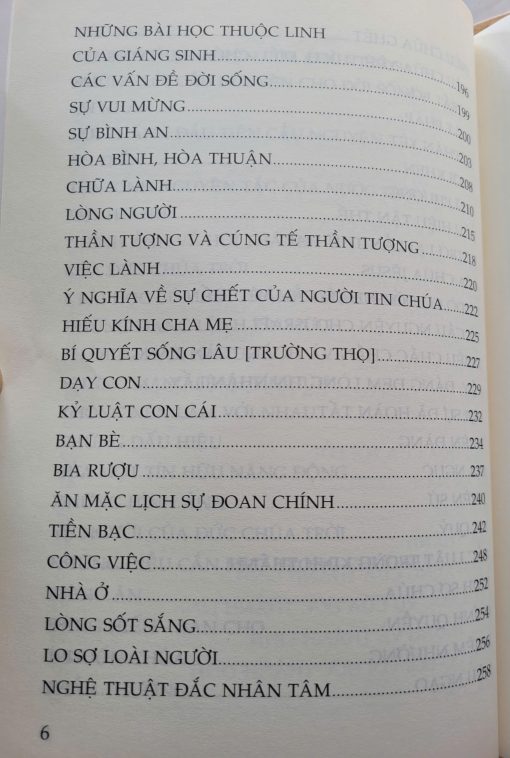 NHỮNG BÀI HỌC THUỘC LINH
CỦA GIÁNG SINH........196
CÁC VẤN ĐỀ ĐỜI SỐNG........199
SỰ VUI MỪNG........200
SỰ BÌNH AN........203
HÒA BÌNH, HÒA THUẬN........208
CHỮA LÀNH........210
LÒNG NGƯỜI........215
THẦN TƯỢNG VÀ CÚNG TẾ THẦN TƯỢNG........218
VIỆC LÀNH........220
Ý NGHĨA VỀ SỰ CHẾT CỦA NGƯỜI TIN CHÚA........222
HIẾU KÍNH CHA MẸ........225
BÍ QUYẾT SỐNG LÂU [TRƯỜNG THỌ]........227
DẠY CON........229
KỶ LUẬT CON CÁI........232
BẠN BÈ........234
BIA RƯỢU........237
ĂN MẶC LỊCH SỰ ĐOAN CHÍNH........240
TIỀN BẠC........242
CÔNG VIỆC........248
NHÀ Ở........252
LÒNG SỐT SẮNG........254
LO SỢ LOÀI NGƯỜI........256
NGHỆ THUẬT ĐẮC NHÂN TÂM........258
6